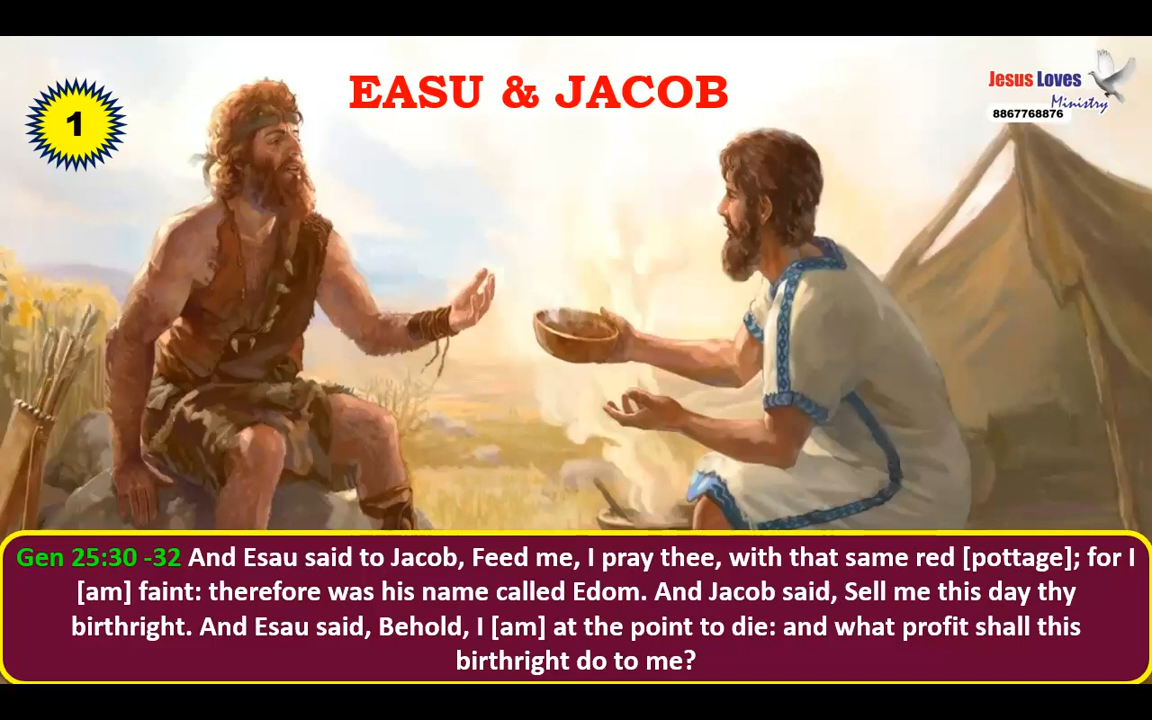 EASU & JACOB
1
Jesus Loves
Ministry
8867768876
Gen 25:30 -32 And Esau said to Jacob, Feed me, I pray thee, with that same red [pottage]; for I
[am] faint: therefore was his name called Edom. And Jacob said, Sell me this day thy
birthright. And Esau said, Behold, I [am] at the point to die: and what profit shall this
birthright do to me?